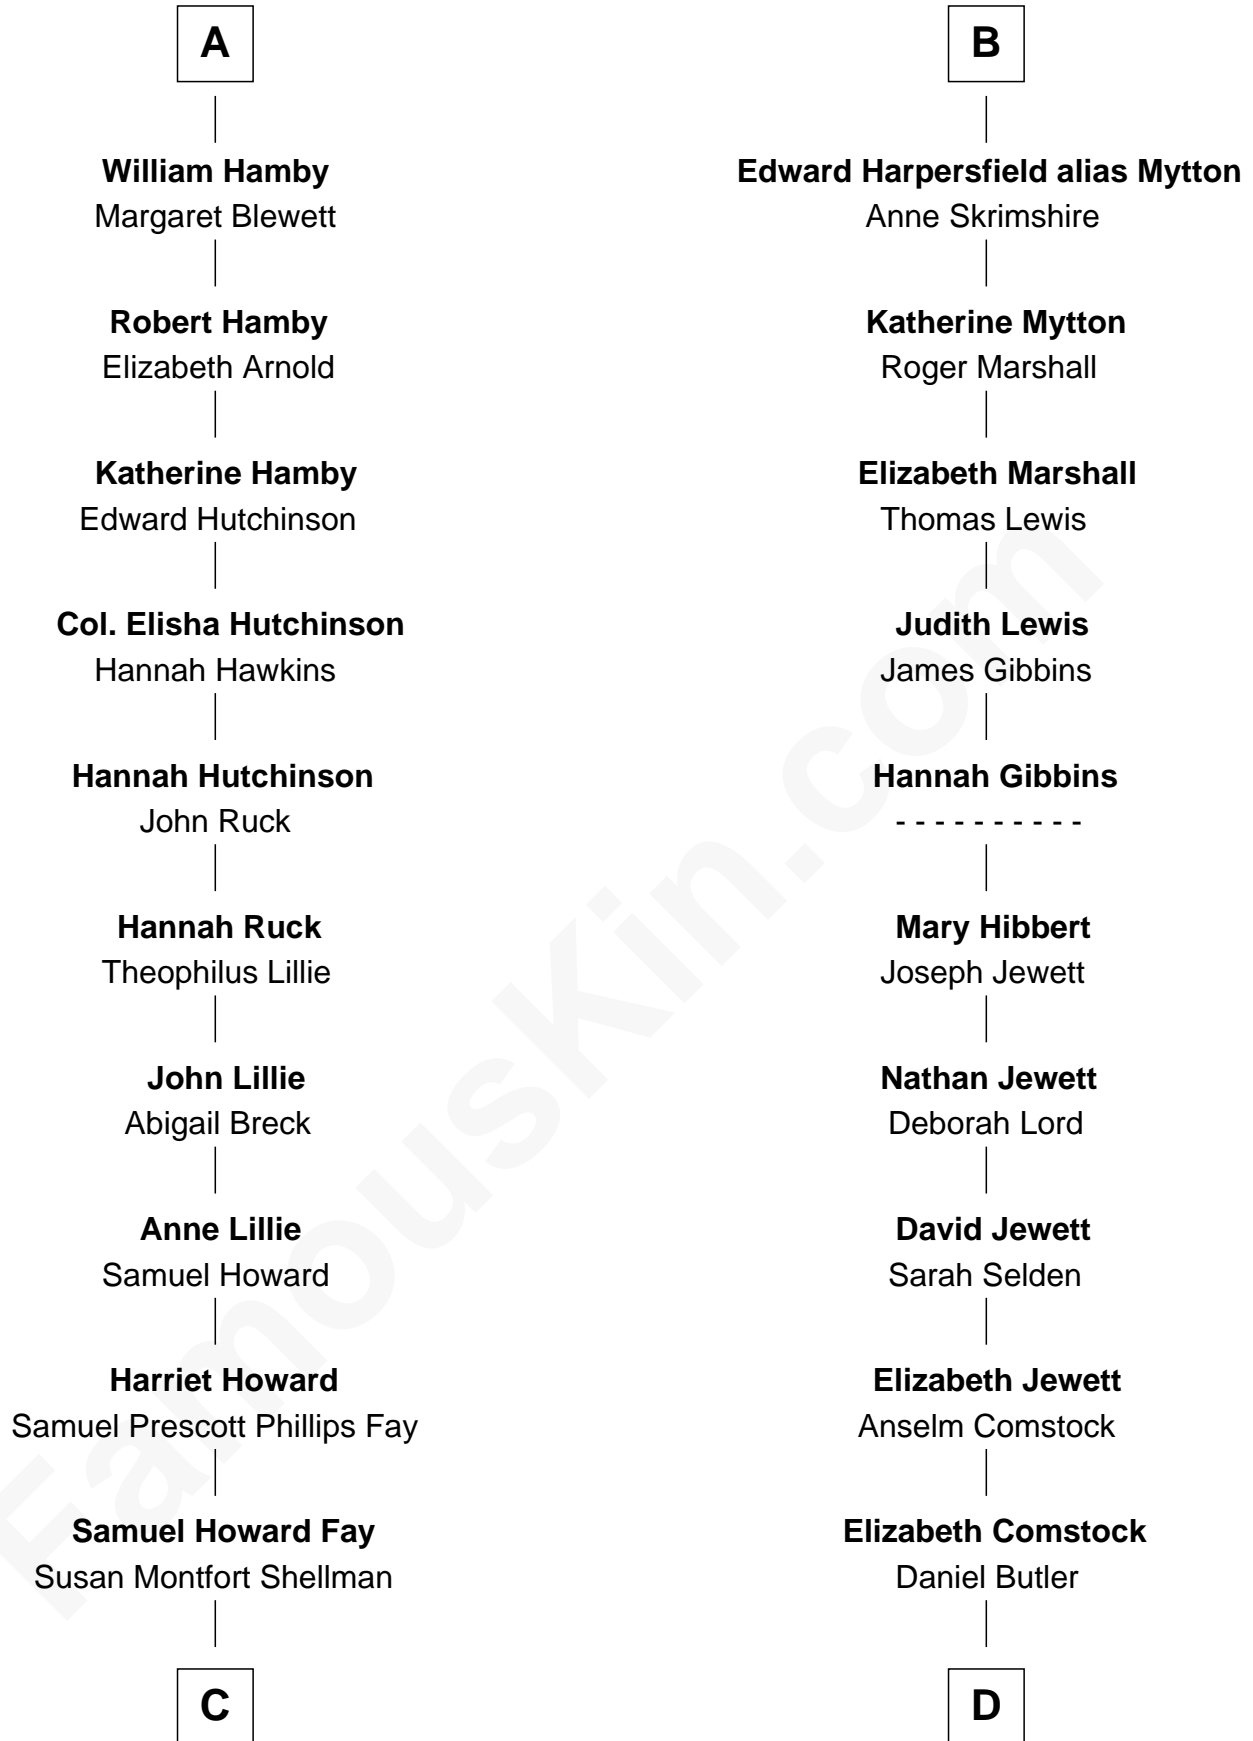 A
William Hamby
Margaret Blewett
Robert Hamby
Elizabeth Arnold
Katherine Hamby
Edward Hutchinson
Col. Elisha Hutchinson
Hannah Hawkins
Hannah Hutchinson
John Ruck
Hannah Ruck
Theophilus Lillie
John Lillie
Abigail Breck
Anne Lillie
Samuel Howard
Harriet Howard
Samuel Prescott Phillips Fay
Samuel Howard Fay
Susan Montfort Shellman
C
B
Edward Harpersfield alias Mytton
Anne Skrimshire
Katherine Mytton
Roger Marshall
Elizabeth Marshall
Thomas Lewis
Judith Lewis
James Gibbins
Hannah Gibbins
- - - - - - - - - -
Mary Hibbert
Joseph Jewett
Nathan Jewett
Deborah Lord
David Jewett
Sarah Selden
Elizabeth Jewett
Anselm Comstock
Elizabeth Comstock
Daniel Butler
D
FamousKin.com